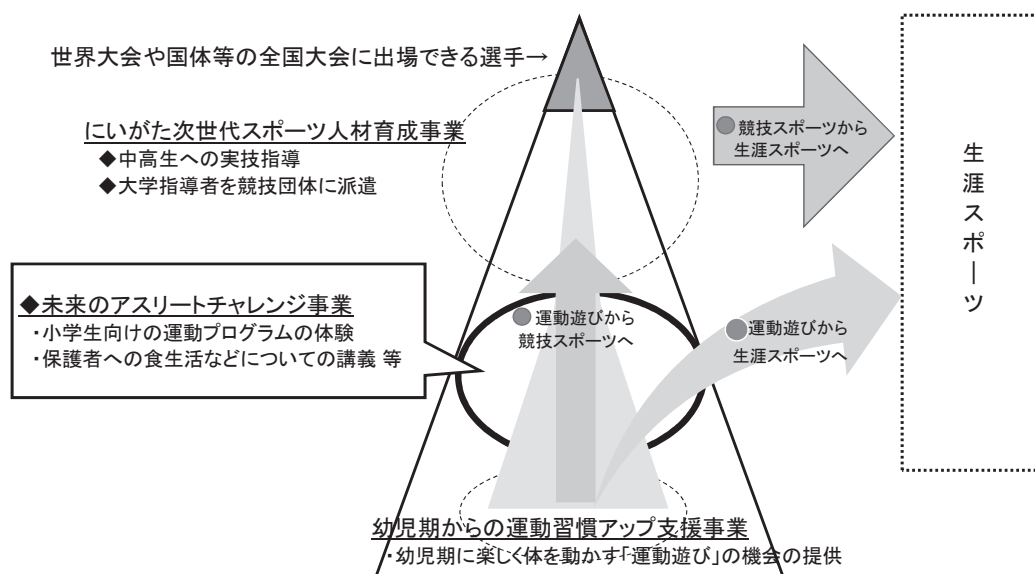 世界大会や国体等の全国大会に出場できる選手→
にいがた次世代スポーツ人材育成事業
◆中高生への実技指導
◆大学指導者を競技団体に派遣
●競技スポーツから
生涯スポーツへ
生涯スポーツ
◆未来のアスリートチャレンジ事業
・小学生向けの運動プログラムの体験
・保護者への食生活などについての講義 等
●運動遊びから
競技スポーツへ
●運動遊びから
生涯スポーツへ
幼児期からの運動習慣アップ支援事業
・幼児期に楽しく体を動かす「運動遊び」の機会の提供